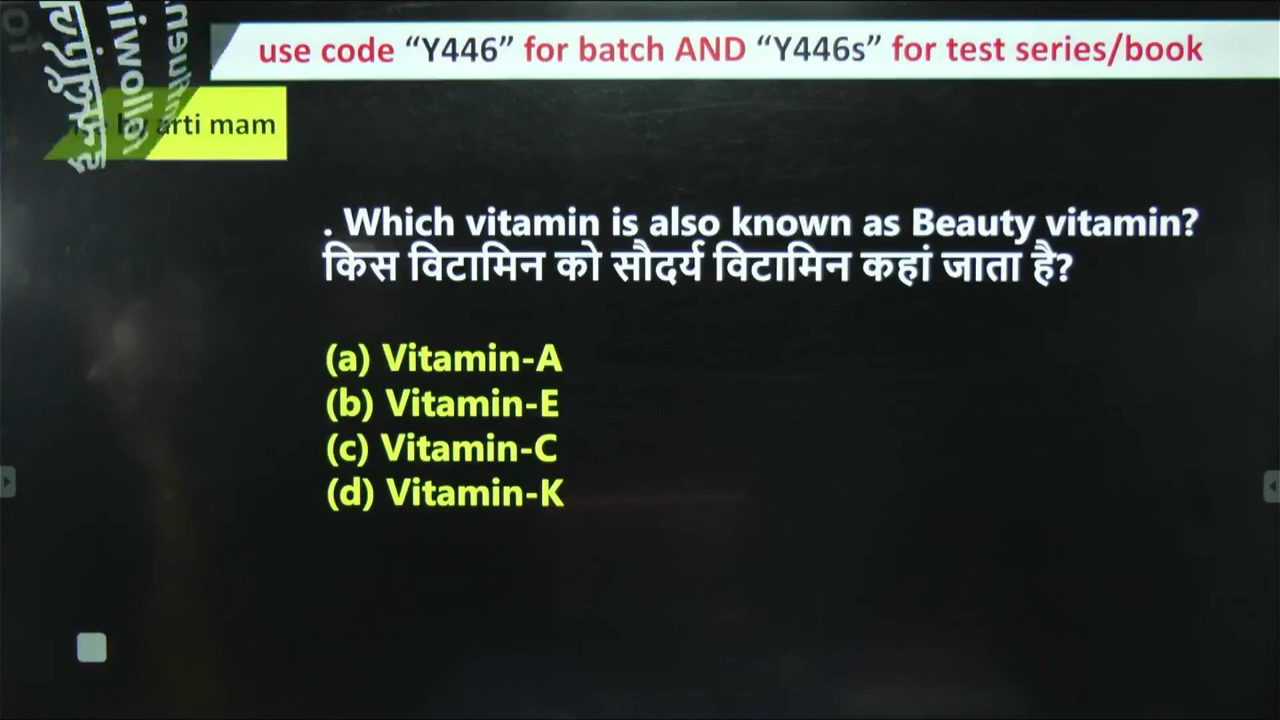 use code “Y446” for batch AND “Y446s” for test series/book
by arti mam
. Which vitamin is also known as Beauty vitamin?
किस विटामिन को सौदर्य विटामिन कहां जाता है?
(a) Vitamin-A
(b) Vitamin-E
(c) Vitamin-C
(d) Vitamin-K